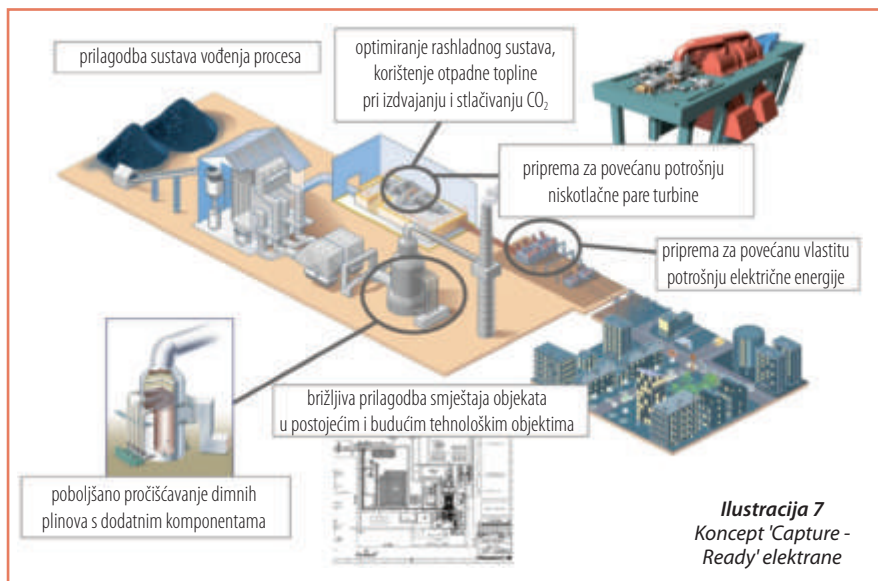 prilagodba sustava vođenja procesa
optimiranje rashladnog sustava,
korištenje otpadne topline
pri izdvajanju i stlačivanju CO₂
priprema za povećanu potrošnju
niskotlačne pare turbine
priprema za povećanu vlastitu
potrošnju električne energije
brižljiva prilagodba smještaja objekata
u postojećim i budućim tehnološkim objektima
poboljšano pročišćavanje dimnih
plinova s dodatnim komponentama
Ilustracija 7
Koncept 'Capture -
Ready' elektrane